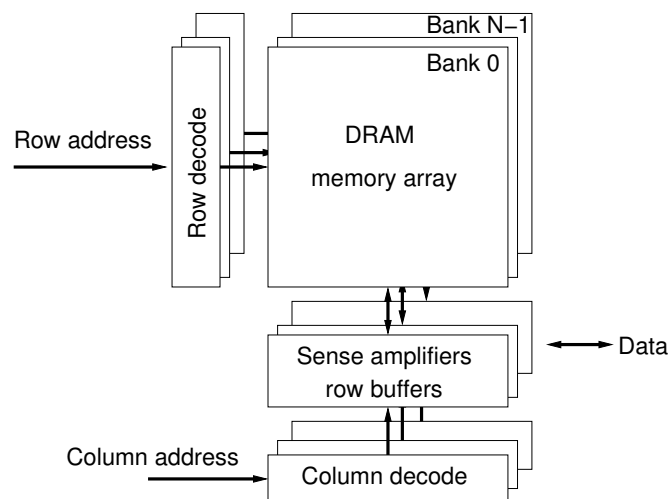 Bank N−1
Bank 0
Row address
Row decode
DRAM
memory array
Sense amplifiers
row buffers
Data
Column address
Column decode